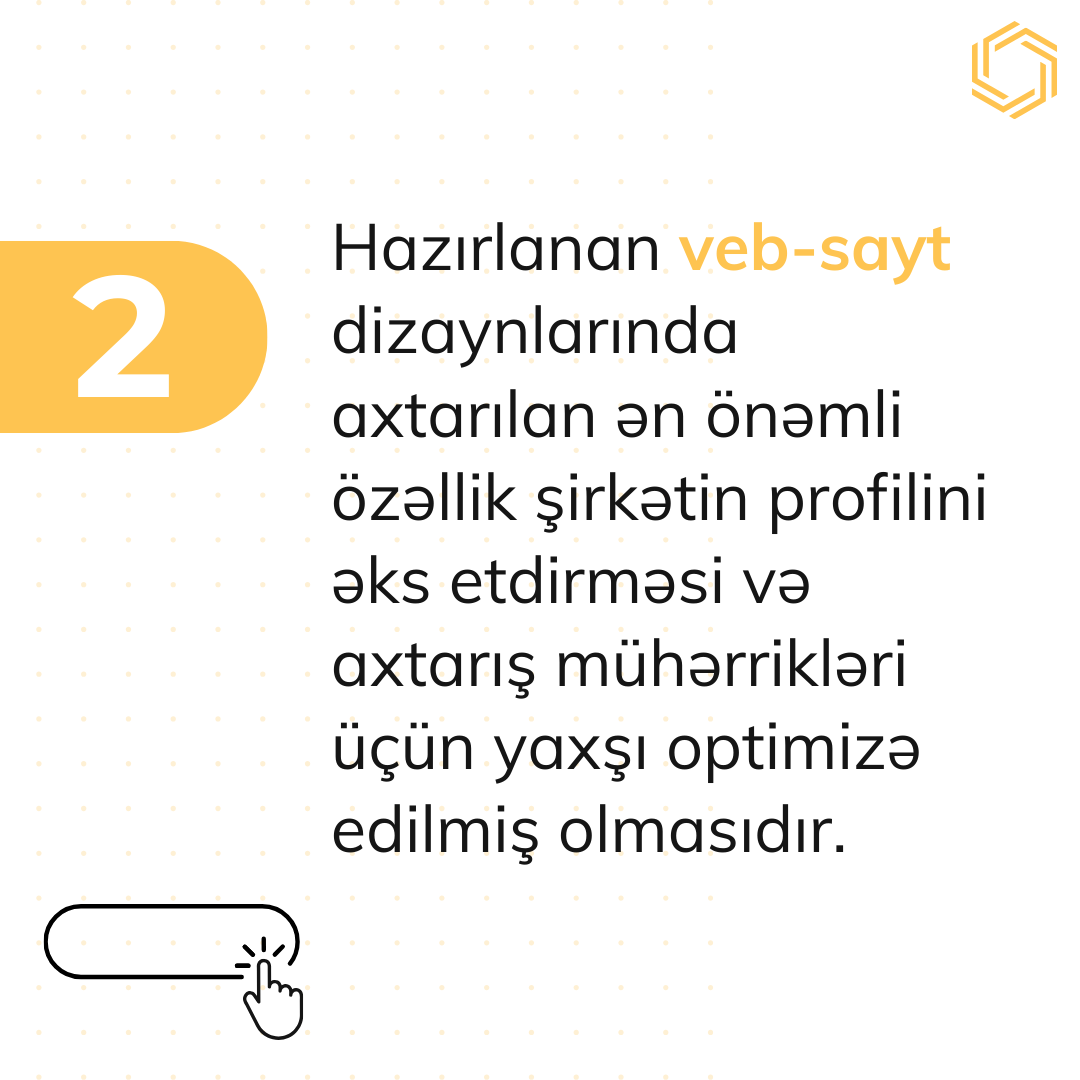 2
Hazırlanan veb-sayt
dizaynlarında
axtarılan ən önəmli
özəllik şirkətin profilini
əks etdirməsi və
axtarış mühərrikləri
üçün yaxşı optimizə
edilmiş olmasıdır.